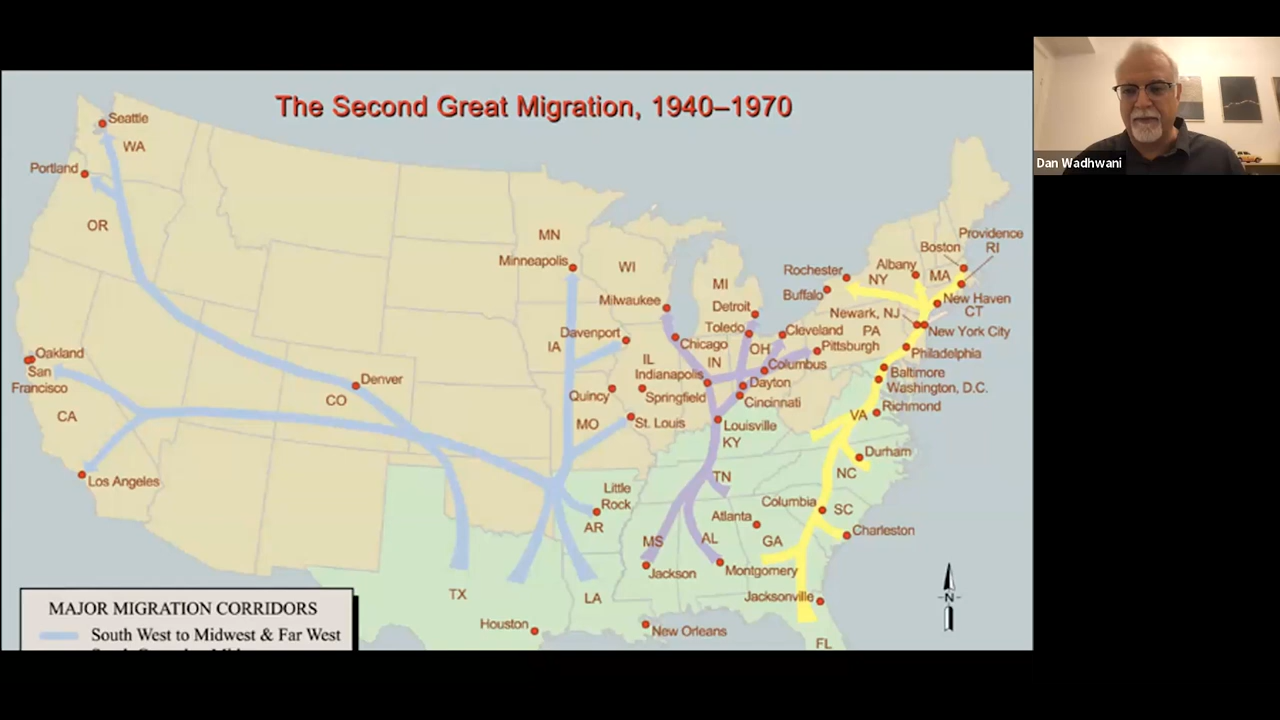 The Second Great Migration, 1940–1970
Dan Wadhwani
Seattle
WA
Portland
OR
MN
Minneapolis
WI
MI
Milwaukee
Detroit
Toledo
Rochester
Buffalo
Albany
NY
Boston
MA
Providence
RI
New Haven
CT
Newark, NJ
New York City
PA
Philadelphia
Davenport
IA
Chicago
IL
IN
OH
Cleveland
Pittsburgh
Columbus
Indianapolis
Dayton
Cincinnati
Baltimore
Washington, D.C.
Oakland
San
Francisco
CA
Denver
CO
Quincy
Springfield
MO
St. Louis
Louisville
KY
VA
Richmond
Durham
NC
Los Angeles
Little
Rock
AR
TN
Columbia
SC
Charleston
Atlanta
GA
MS
AL
Jackson
Montgomery
Jacksonville
TX
LA
Houston
New Orleans
FL
N
MAJOR MIGRATION CORRIDORS
South West to Midwest & Far West